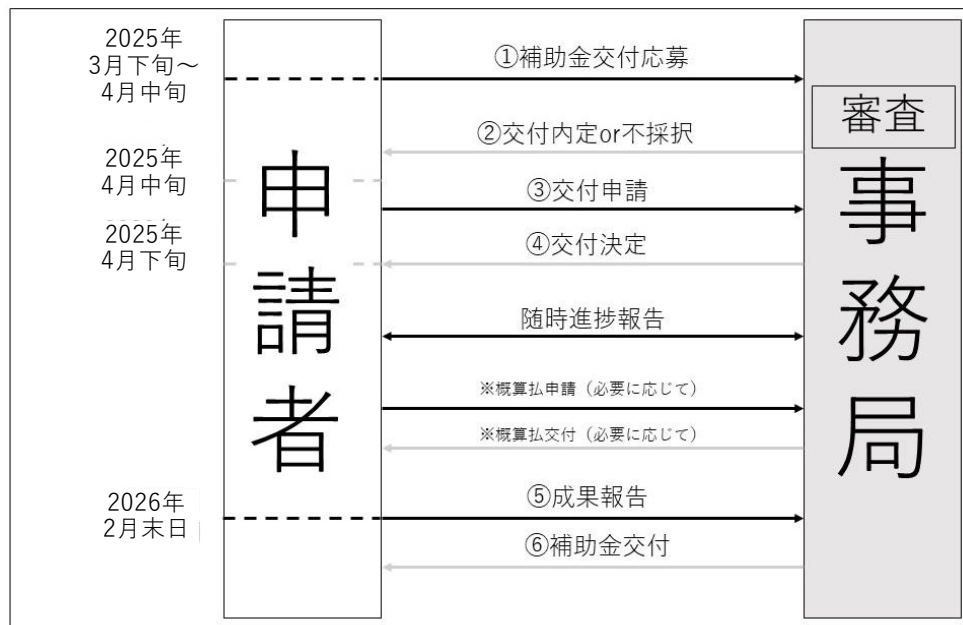 2025年
3月下旬～
4月中旬
①補助金交付応募
審査
②交付内定or不採択
2025年
4月中旬
③交付申請
2025年
4月下旬
④交付決定
随時進捗報告
※概算払申請（必要に応じて）
※概算払交付（必要に応じて）
2026年
2月末日
⑤成果報告
⑥補助金交付
申請者
事務局